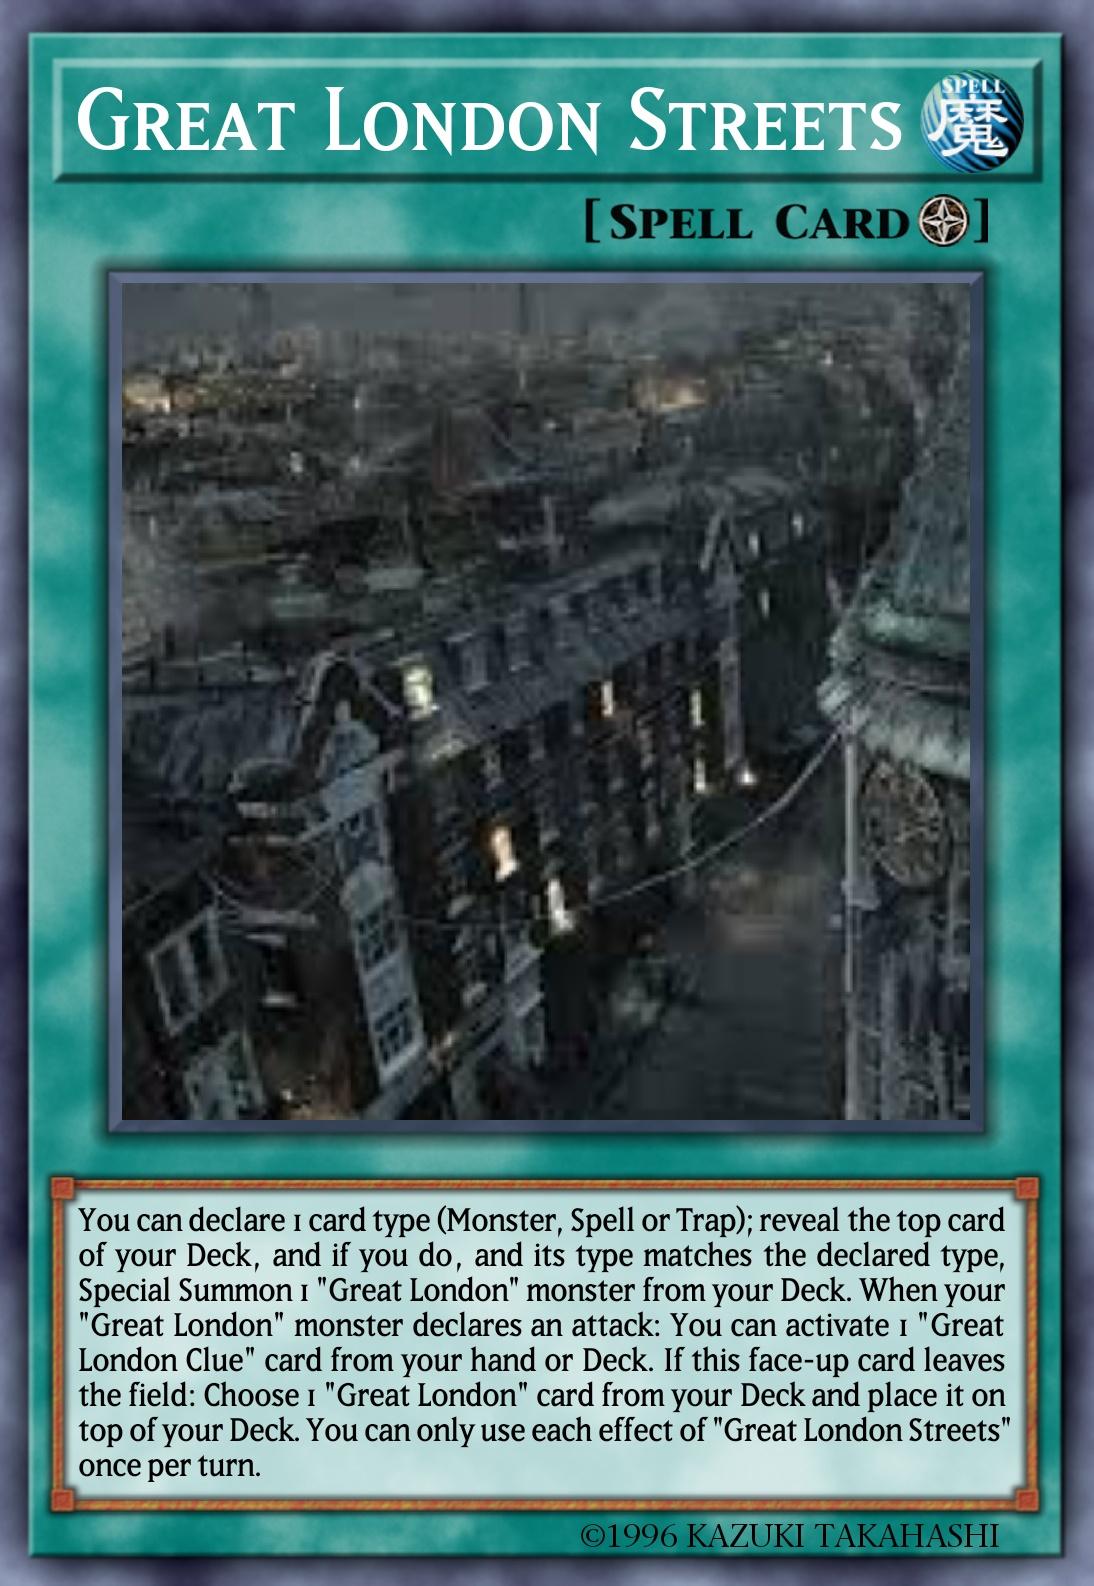 GREAT LONDON STREETS
SPELL
魔
[SPELL CARD]
You can declare 1 card type (Monster, Spell or Trap); reveal the top card
of your Deck, and if you do, and its type matches the declared type,
Special Summon 1 "Great London" monster from your Deck. When your
"Great London" monster declares an attack: You can activate 1 "Great
London Clue" card from your hand or Deck. If this face-up card leaves
the field: Choose 1 "Great London" card from your Deck and place it on
top of your Deck. You can only use each effect of "Great London Streets"
once per turn.
©1996 KAZUKI TAKAHASHI